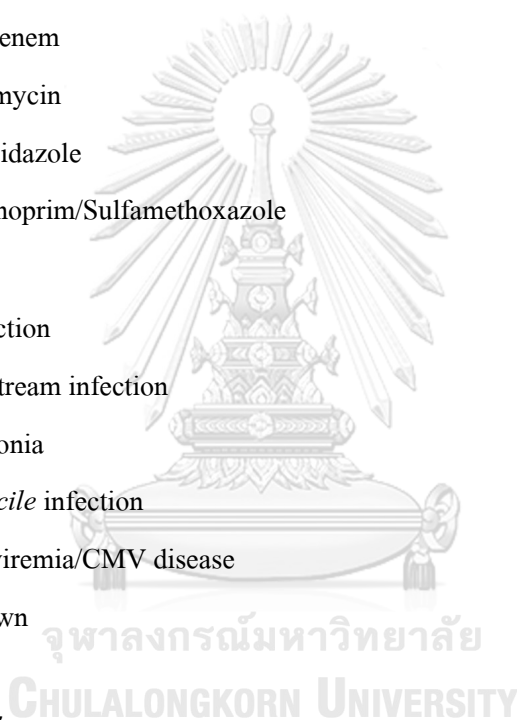 enem
mycin
idazole
noprim/Sulfamethoxazole
ction
tream infection
onia
cile infection
viremia/CMV disease
wn
จุฬาลงกรณ์มหาวิทยาลัย
CHULALONGKORN UNIVERSITY